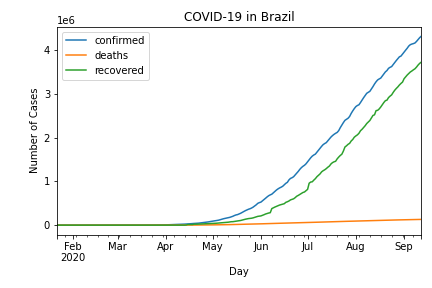 COVID-19 in Brazil
1e6
confirmed
deaths
recovered
4
3
2
1
0
Number of Cases
Feb Mar Apr May Jun Jul Aug Sep
2020
Day